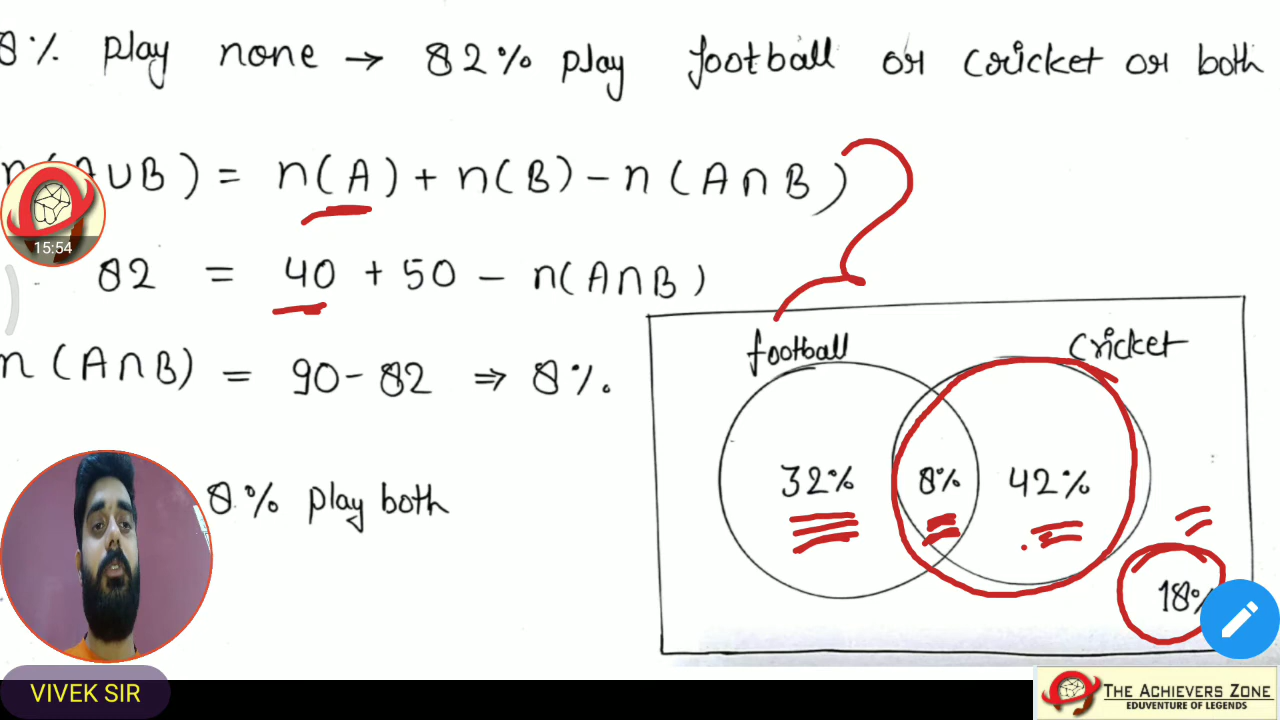 8% play none → 82% play football or cricket or both
n(A∪B) = n(A) + n(B) - n(A∩B)
15:54
82 = 40 + 50 - n(A∩B)
n(A∩B) = 90 - 82 ⇒ 8%.
football
Cricket
32% 8% 42%
8% play both
18%
VIVEK SIR
THE ACHIEVERS ZONE
EDUVENTURE OF LEGENDS